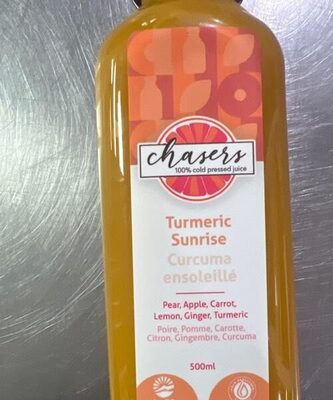 chasers
100% cold pressed juice
Turmeric
Sunrise
Curcuma
ensoleillé
Pear, Apple, Carrot,
Lemon, Ginger, Turmeric
Poire, Pomme, Carotte,
Citron, Gingembre, Curcuma
500ml